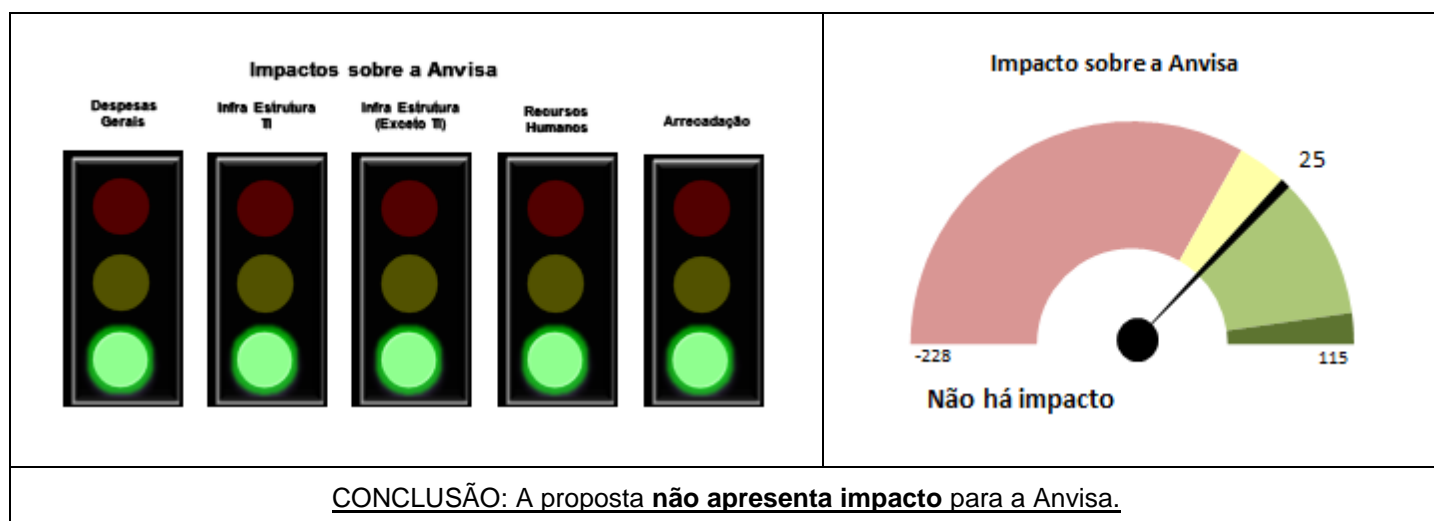 Impactos sobre a Anvisa
Despesas
Gerais
Infra Estrutura
TI
Infra Estrutura
(Exceto TI)
Recursos
Humanos
Arrecadação
Impacto sobre a Anvisa
25
-228
115
Não há impacto
CONCLUSÃO: A proposta não apresenta impacto para a Anvisa.